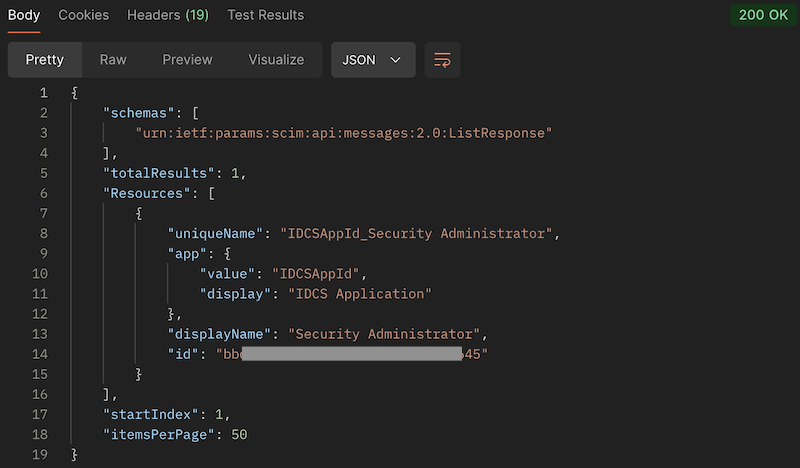 Body Cookies Headers (19) Test Results 200 OK
Pretty Raw Preview Visualize JSON
1 {
2 "schemas": [
3 "urn:ietf:params:scim:api:messages:2.0:ListResponse"
4 ],
5 "totalResults": 1,
6 "Resources": [
7 {
8 "uniqueName": "IDCSAppId_Security Administrator",
9 "app": {
10 "value": "IDCSAppId",
11 "display": "IDCS Application"
12 },
13 "displayName": "Security Administrator",
14 "id":
15 }
16 ],
17 "startIndex": 1,
18 "itemsPerPage": 50
19 }